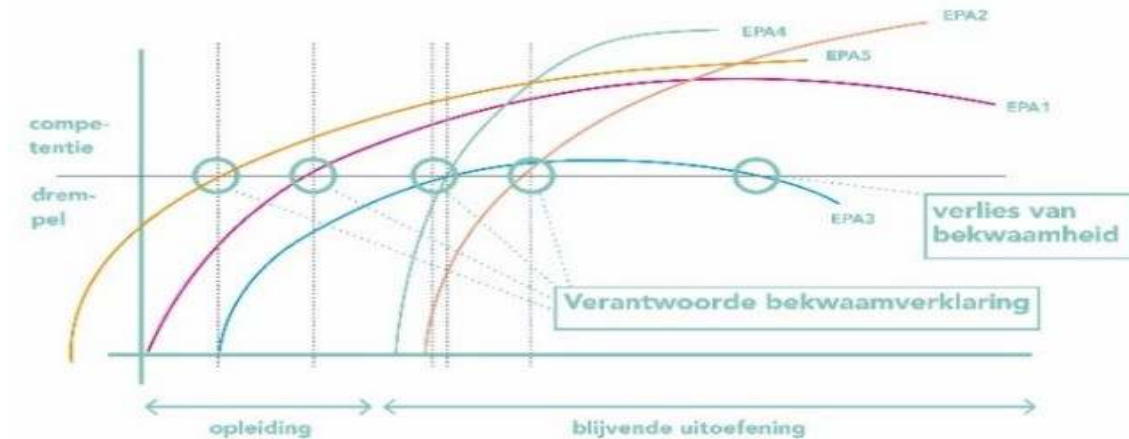 EPA2
EPA4
EPA5
EPA1
compe-
tentie
drem-
pel
EPA3
verlies van
bekwaamheid
Verantwoorde bekwaamverklaring
opleiding
blijvende uitoefening